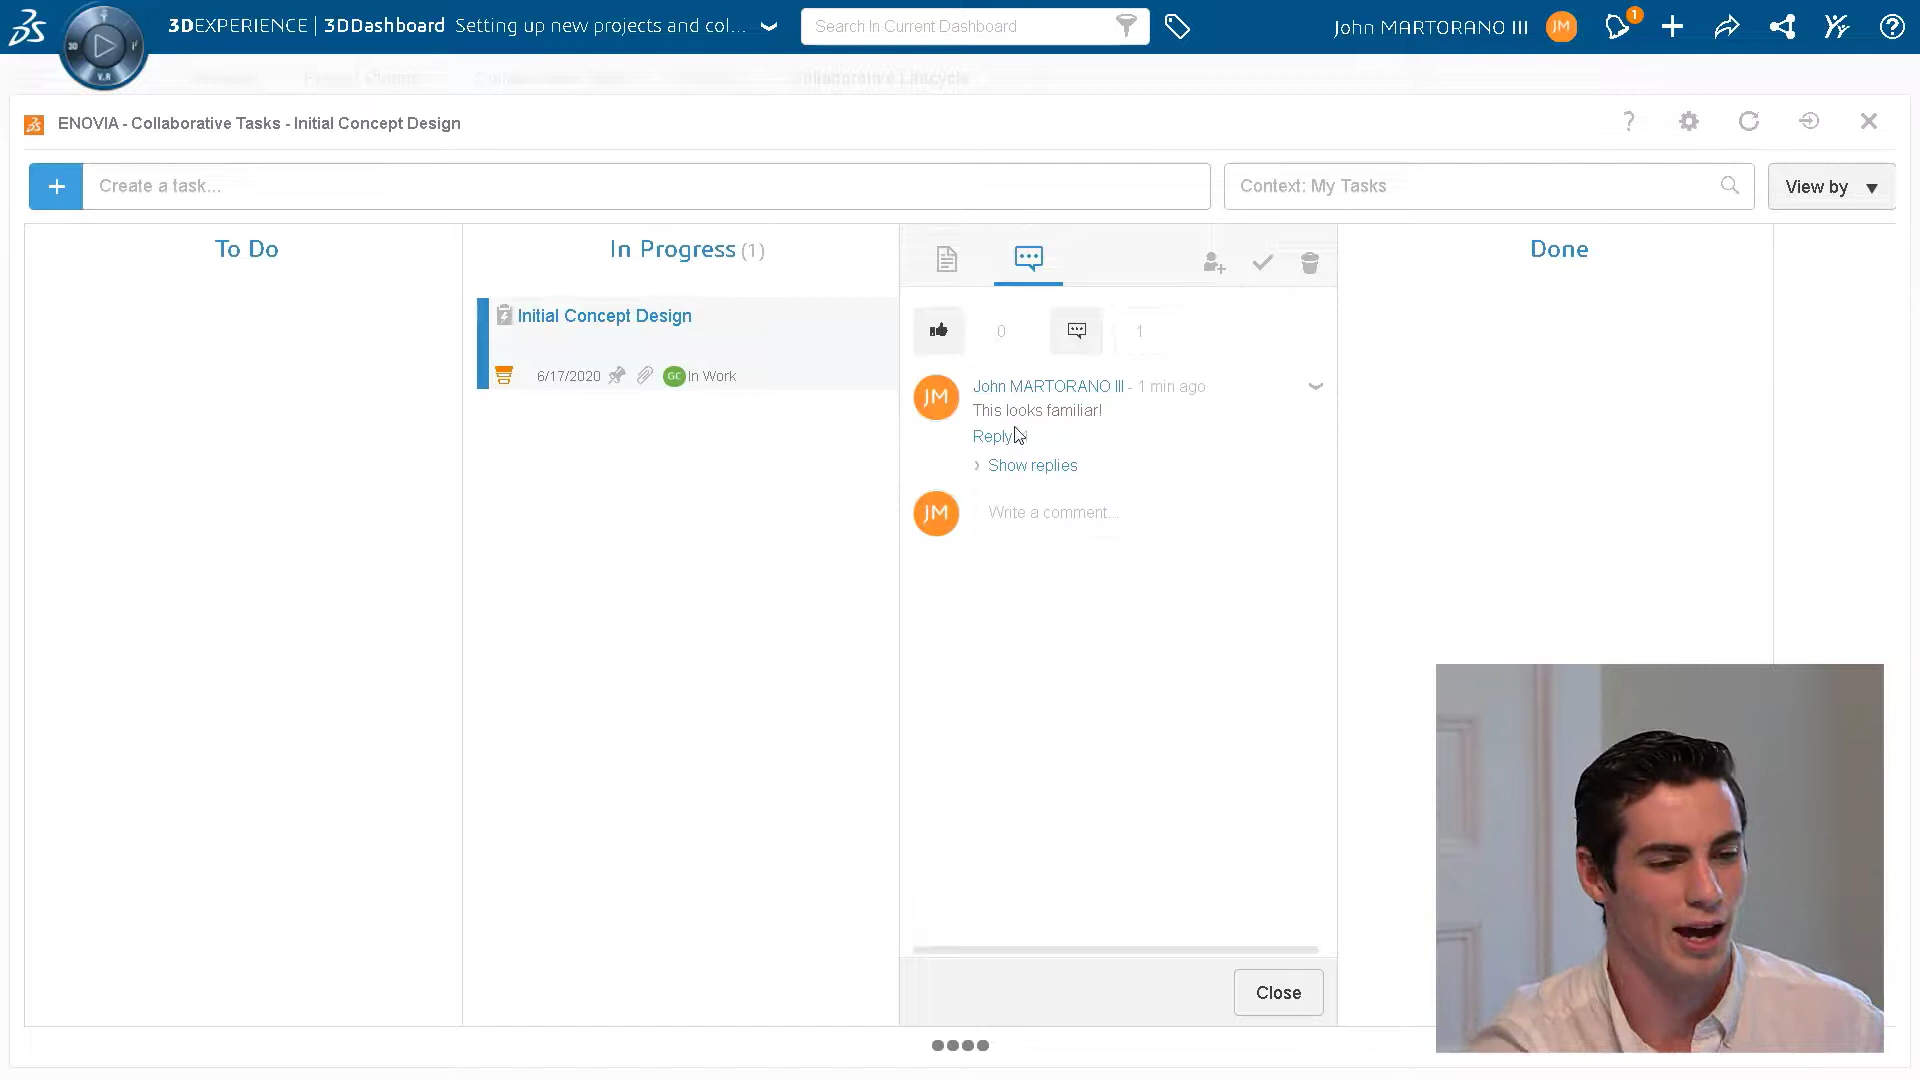 3DEXPERIENCE | 3DDashboard Setting up new projects and col... Search In Current Dashboard John MARTORANO III JM 1
3D V.R
ENOVIA - Collaborative Tasks - Initial Concept Design
+ Create a task... Context: My Tasks View by
To Do In Progress (1) Done
Initial Concept Design
6/17/2020 GC In Work
0 1
JM John MARTORANO III - 1 min ago
This looks familiar!
Reply
Show replies
JM Write a comment...
Close